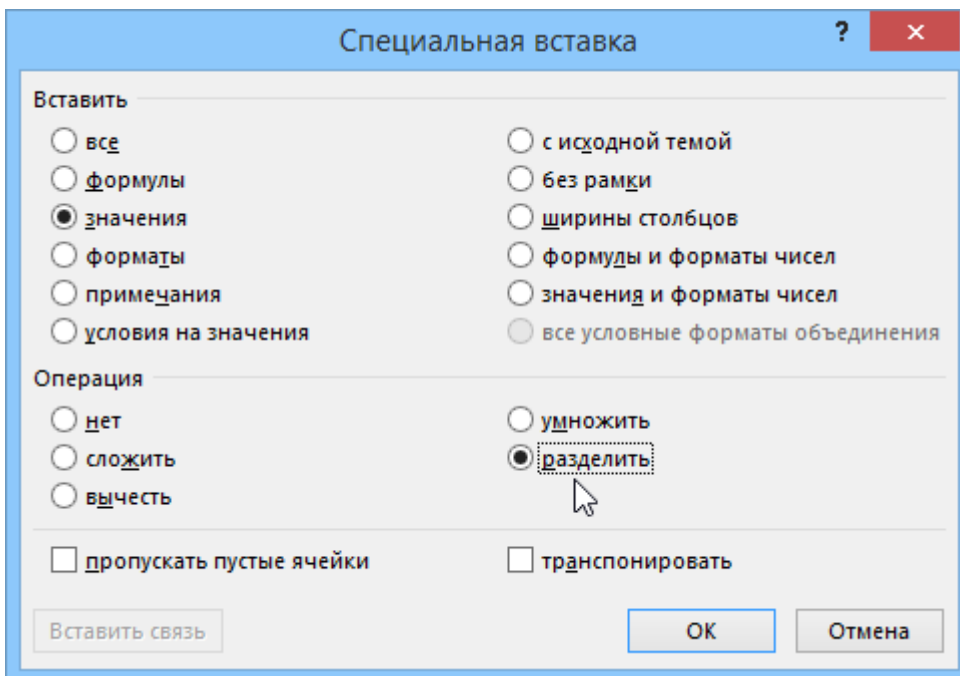 Специальная вставка
?
Вставить
все
формулы
значения
форматы
примечания
условия на значения
с исходной темой
без рамки
ширины столбцов
формулы и форматы чисел
значения и форматы чисел
все условные форматы объединения
Операция
нет
сложить
вычесть
умножить
разделить
пропускать пустые ячейки
транспонировать
Вставить связь
ОК
Отмена